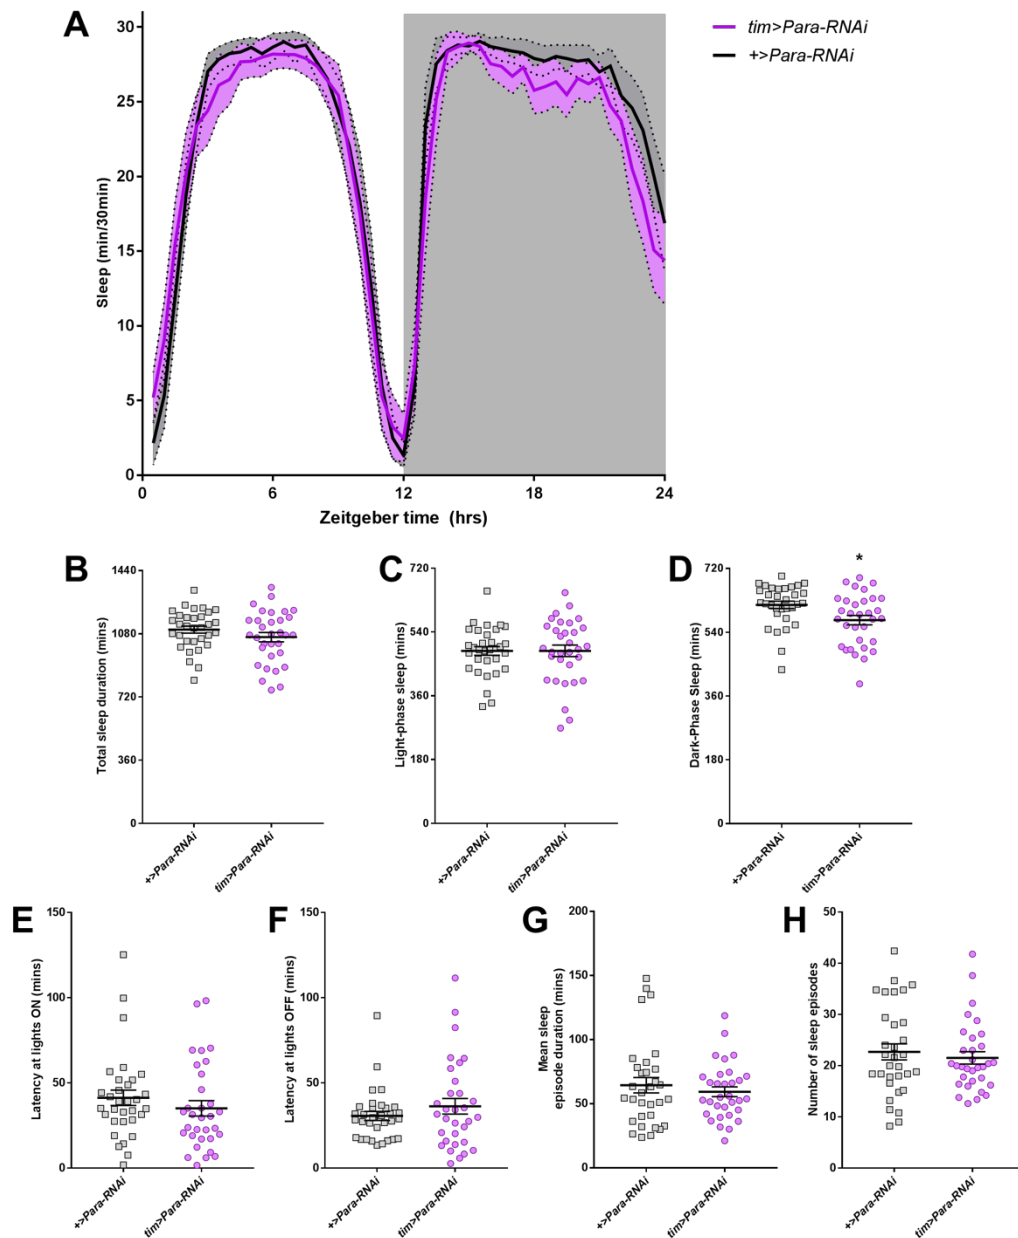 A
tim>Para-RNAi
+>Para-RNAi
Sleep (min/30min)
30
25
20
15
10
5
0
0
6
12
18
24
Zeitgeber time (hrs)
B
Total sleep duration (mins)
1440
1080
720
360
0
+>Para-RNAi
tim>Para-RNAi
C
Light-phase sleep (mins)
720
540
360
180
0
+>Para-RNAi
tim>Para-RNAi
D
Dark-Phase Sleep (mins)
720
540
360
180
0
*
+>Para-RNAi
tim>Para-RNAi
E
Latency at lights ON (mins)
150
100
50
0
+>Para-RNAi
tim>Para-RNAi
F
Latency at lights OFF (mins)
150
100
50
0
+>Para-RNAi
tim>Para-RNAi
G
Mean sleep
episode duration (mins)
200
150
100
50
0
+>Para-RNAi
tim>Para-RNAi
H
Number of sleep episodes
50
40
30
20
10
0
+>Para-RNAi
tim>Para-RNAi